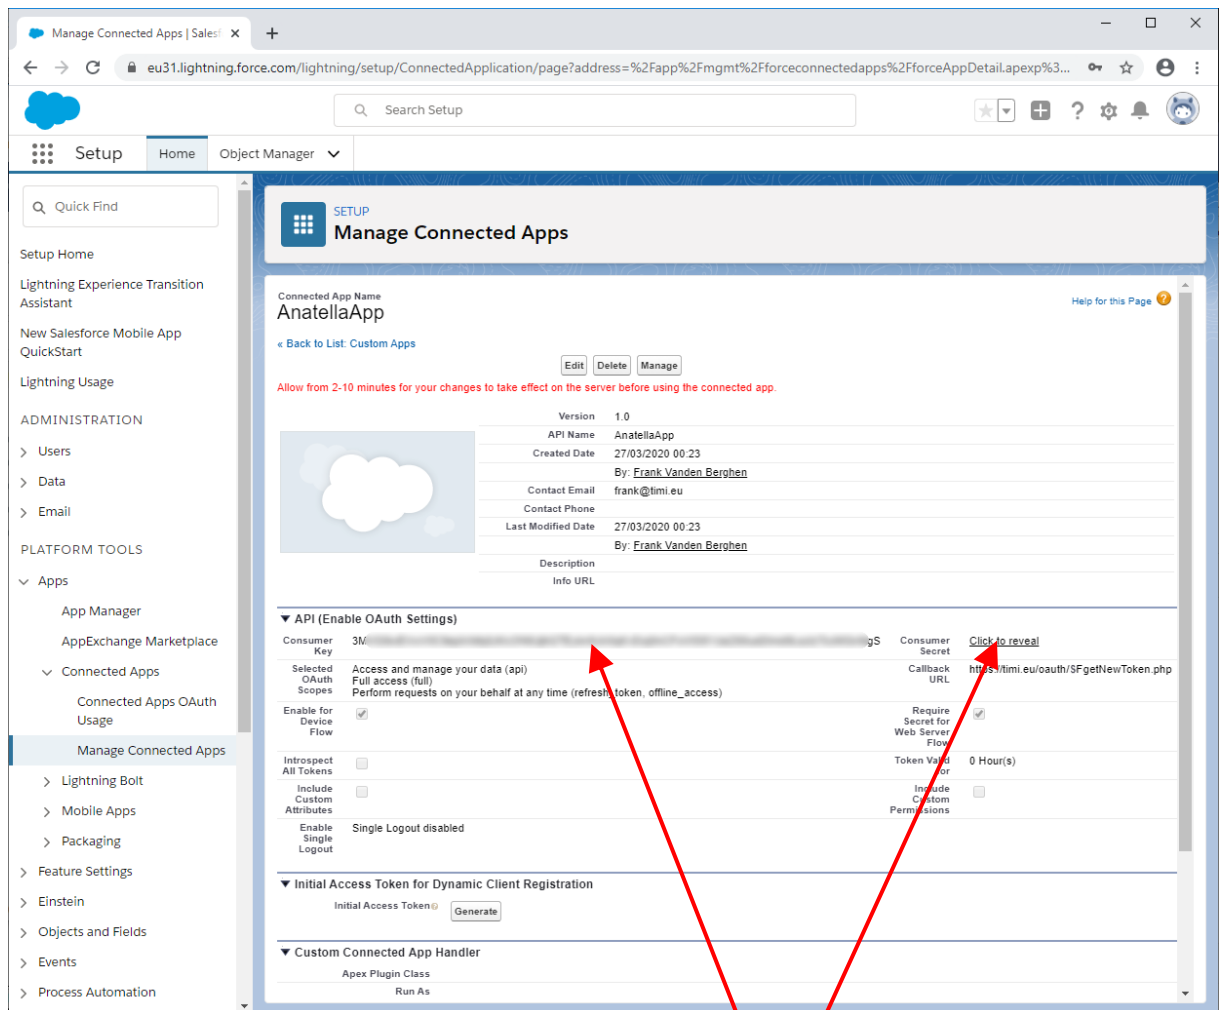 Manage Connected Apps | Sales
eu31.lightning.force.com/lightning/setup/ConnectedApplication/page?address=%2Fapp%2Fmgmt%2Fforceconnectedapps%2FforceAppDetail.apexp%3...
Search Setup
Setup Home Object Manager
Quick Find
Setup Home
Lightning Experience Transition
Assistant
New Salesforce Mobile App
QuickStart
Lightning Usage
ADMINISTRATION
Users
Data
Email
PLATFORM TOOLS
Apps
App Manager
AppExchange Marketplace
Connected Apps
Connected Apps OAuth
Usage
Manage Connected Apps
Lightning Bolt
Mobile Apps
Packaging
Feature Settings
Einstein
Objects and Fields
Events
Process Automation
SETUP
Manage Connected Apps
Connected App Name
AnatellaApp
Help for this Page
« Back to List: Custom Apps
Edit Delete Manage
Allow from 2-10 minutes for your changes to take effect on the server before using the connected app.
Version 1.0
API Name AnatellaApp
Created Date 27/03/2020 00:23
By: Frank Vanden Berghen
Contact Email frank@timi.eu
Contact Phone
Last Modified Date 27/03/2020 00:23
By: Frank Vanden Berghen
Description
Info URL
API (Enable OAuth Settings)
Consumer Key 3M gS Consumer Secret Click to reveal
Selected OAuth Scopes Access and manage your data (api)
Full access (full)
Perform requests on your behalf at any time (refresh_token, offline_access)
Callback URL https://timi.eu/oauth/SFgetNewToken.php
Enable for Device Flow
Require Secret for Web Server Flow
Introspect All Tokens
Token Valid for 0 Hour(s)
Include Custom Attributes
Include Custom Permissions
Enable Single Logout Single Logout disabled
Initial Access Token for Dynamic Client Registration
Initial Access Token Generate
Custom Connected App Handler
Apex Plugin Class
Run As